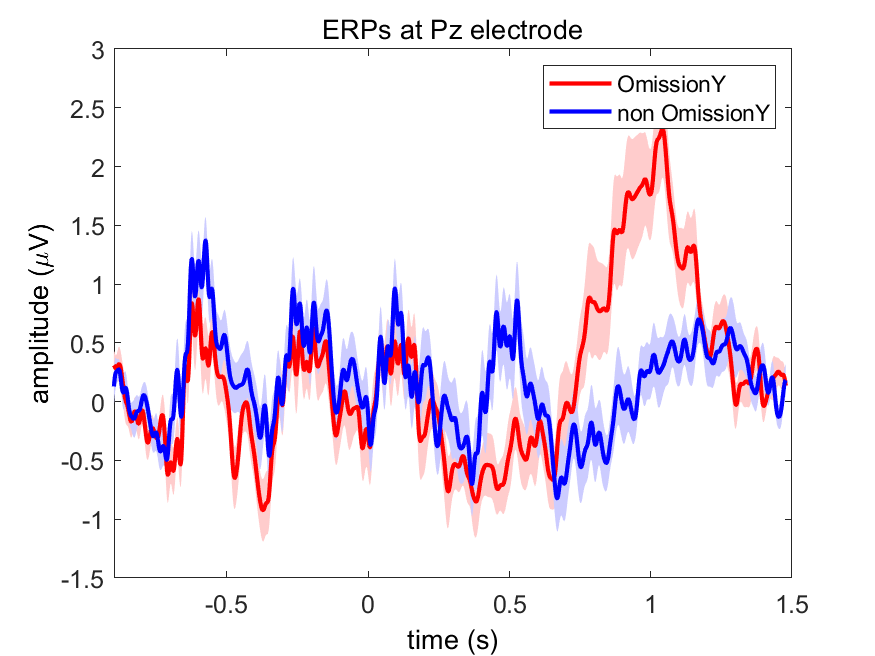 ERPs at Pz electrode
3
2.5
2
1.5
1
0.5
0
-0.5
-1
-1.5
amplitude (μV)
OmissionY
non OmissionY
-0.5 0 0.5 1 1.5
time (s)